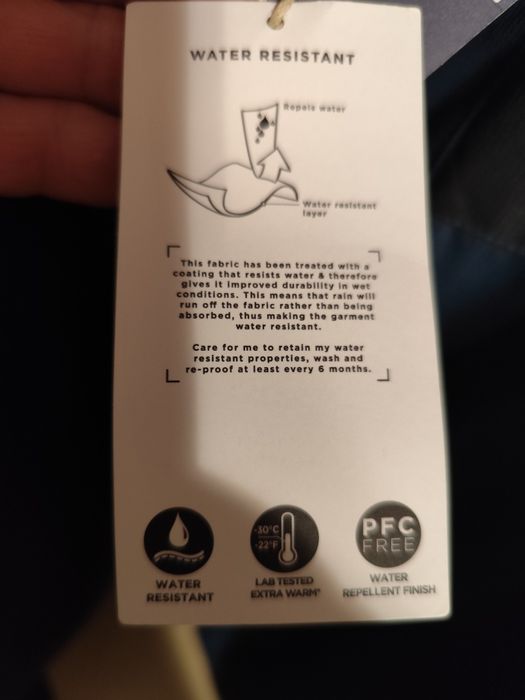 WATER RESISTANT
Repels water
Water resistant
layer
This fabric has been treated with a
coating that resists water & therefore
gives it improved durability in wet
conditions. This means that rain will
run off the fabric rather than being
absorbed, thus making the garment
water resistant.
Care for me to retain my water
resistant properties, wash and
re-proof at least every 6 months.
-30°C
-22°F
PFC
FREE
WATER
RESISTANT
LAB TESTED
EXTRA WARM*
WATER
REPELLENT FINISH